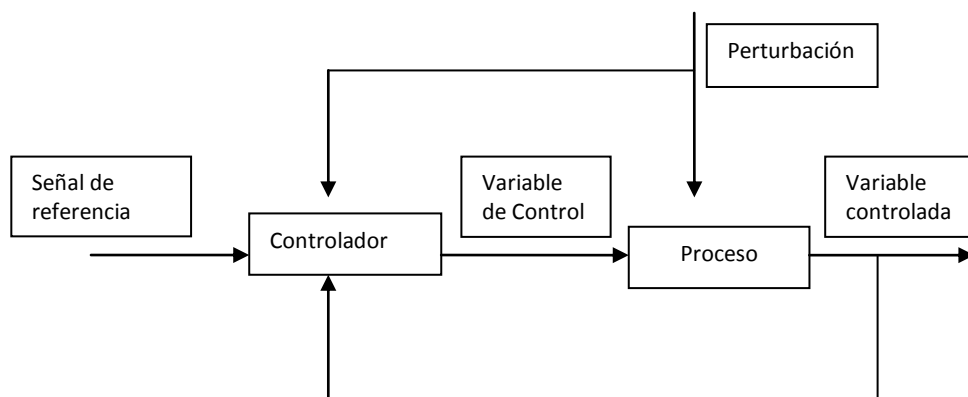 Perturbación
Señal de
referencia
Variable
de Control
Variable
controlada
Controlador
Proceso